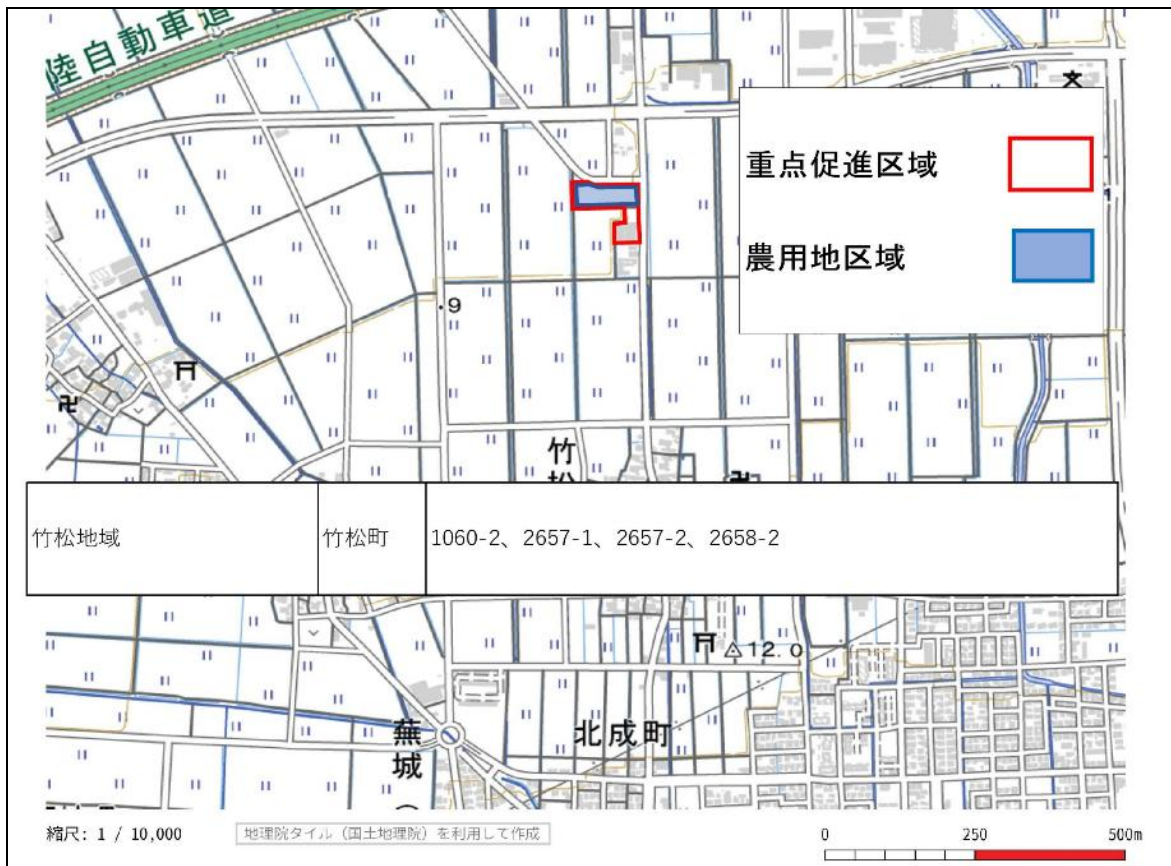 陸自動車道
重点促進区域
農用地区域
9
竹松
竹松地域 竹松町 1060-2、2657-1、2657-2、2658-2
12.0
北成町
蕪城
縮尺: 1 / 10,000
地理院タイル（国土地理院）を利用して作成
0 250 500m